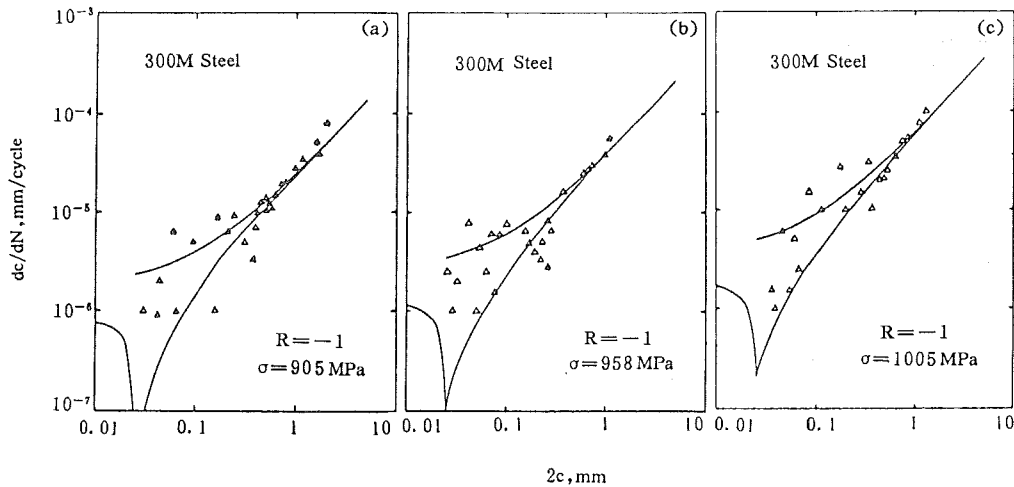 10⁻³
10⁻⁴
10⁻⁵
10⁻⁶
10⁻⁷
dc/dN, mm/cycle
(a)
300M Steel
R=−1
σ=905 MPa
0.01
0.1
1
10
(b)
300M Steel
R=−1
σ=958 MPa
0.01
0.1
1
10
(c)
300M Steel
R=−1
σ=1005 MPa
0.01
0.1
1
10
2c, mm